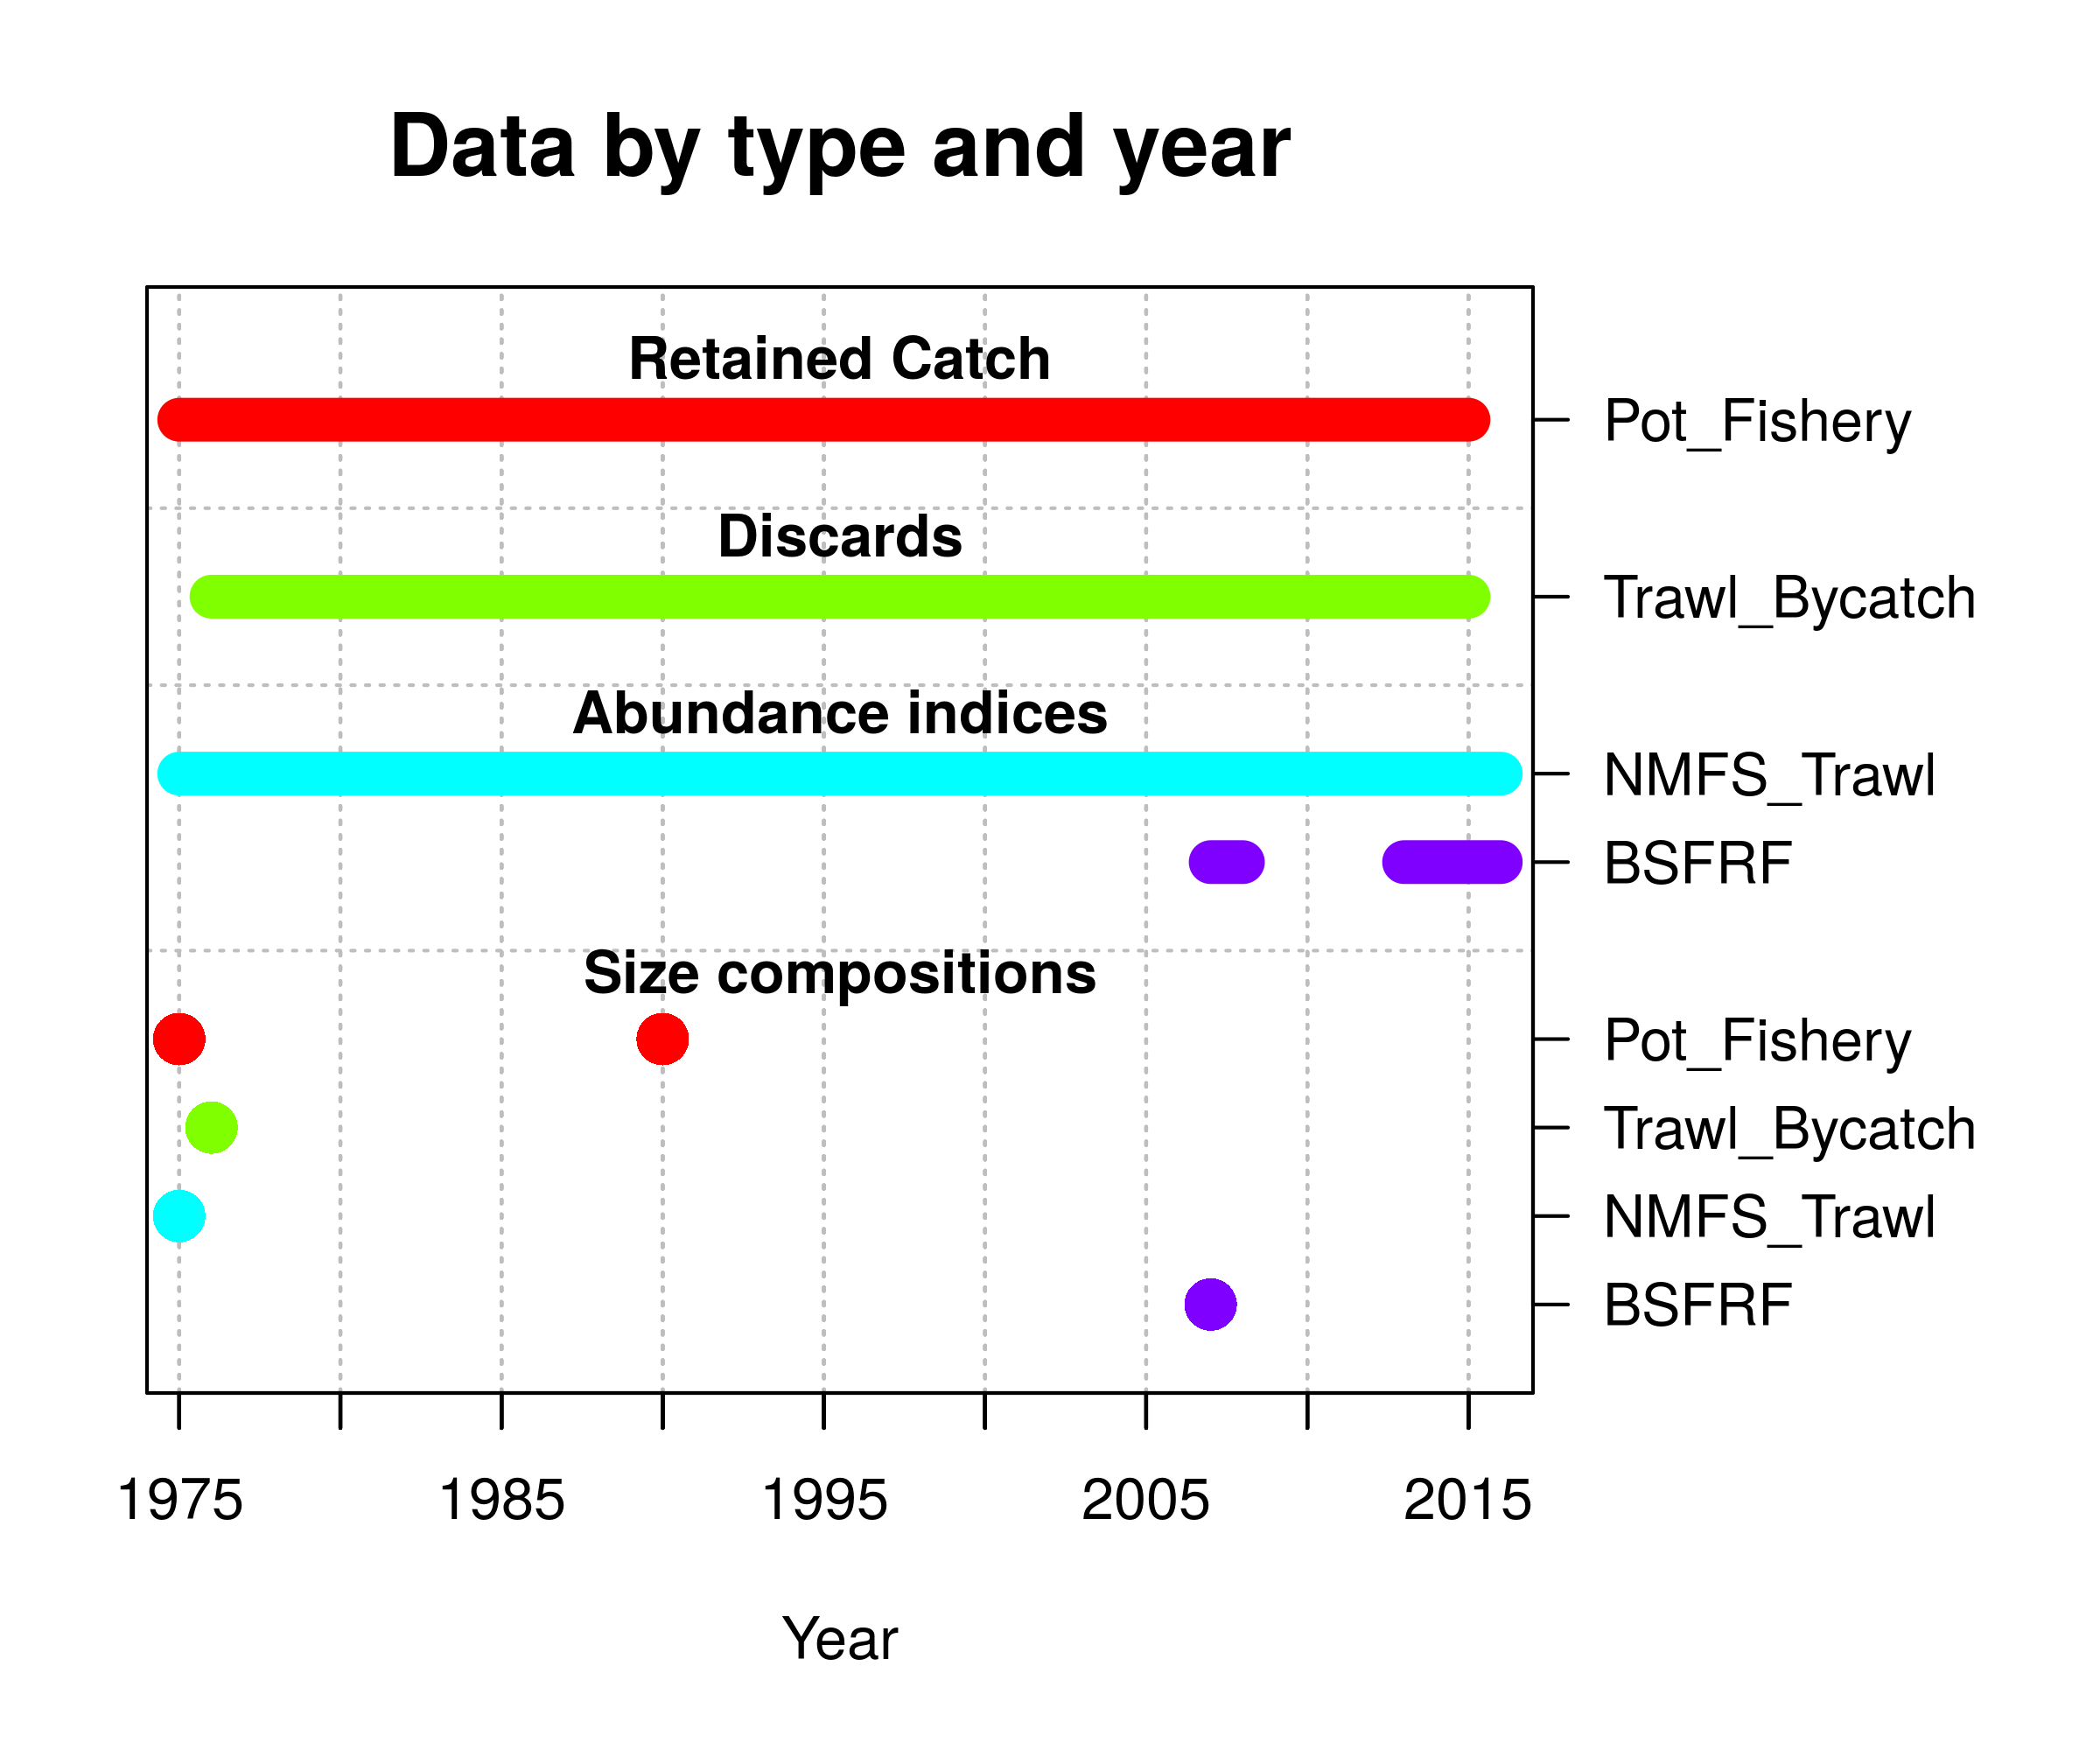 Data by type and year
Retained Catch
Pot_Fishery
Discards
Trawl_Bycatch
Abundance indices
NMFS_Trawl
BSFRF
Size compositions
Pot_Fishery
Trawl_Bycatch
NMFS_Trawl
BSFRF
1975 1985 1995 2005 2015
Year